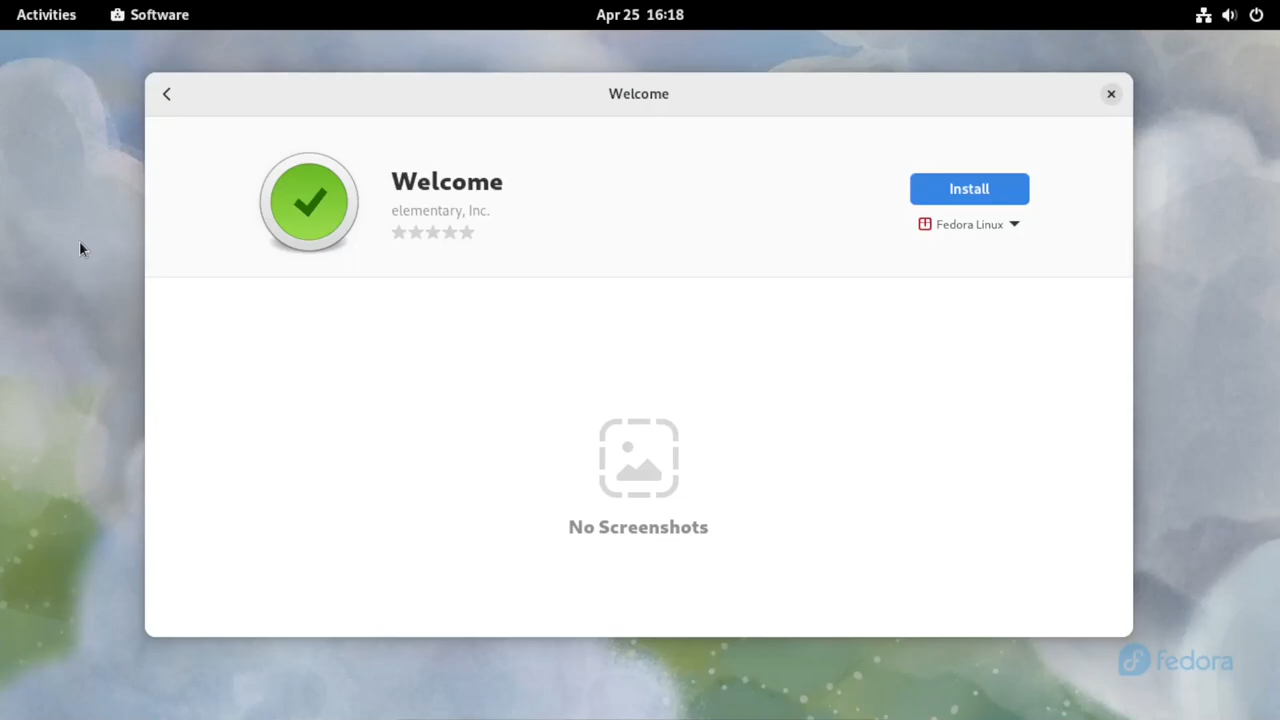 Activities
Software
Apr 25 16:18
Welcome
Welcome
Install
elementary, Inc.
Fedora Linux
No Screenshots
fedora